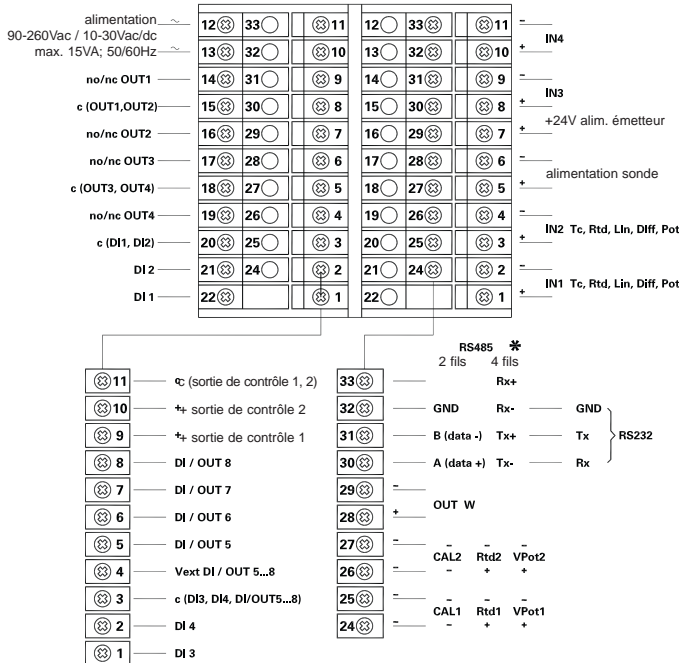 alimentation ~ 12 33 11 12 33 11 -
90-260Vac / 10-30Vac/dc IN4
max. 15VA; 50/60Hz ~ 13 32 10 13 32 10 +
no/nc OUT1 14 31 9 14 31 9 -
IN3
c (OUT1,OUT2) 15 30 8 15 30 8 +
no/nc OUT2 16 29 7 16 29 7 + +24V alim. émetteur
no/nc OUT3 17 28 6 17 28 6 -
alimentation sonde
c (OUT3, OUT4) 18 27 5 18 27 5 +
no/nc OUT4 19 26 4 19 26 4 -
IN2 Tc, Rtd, LIn, DIff, Pot
c (DI1, DI2) 20 25 3 20 25 3 +
DI 2 21 24 2 21 24 2 -
IN1 Tc, Rtd, Lin, Diff, Pot
DI 1 22 1 22 1 +
RS485 *
2 fils 4 fils
11 c (sortie de contrôle 1, 2)
10 + sortie de contrôle 2
9 + sortie de contrôle 1
8 DI / OUT 8
7 DI / OUT 7
6 DI / OUT 6
5 DI / OUT 5
4 Vext DI / OUT 5...8
3 c (DI3, DI4, DI/OUT5...8)
2 DI 4
1 DI 3
33 Rx+
32 GND Rx- GND
31 B (data -) Tx+ Tx RS232
30 A (data +) Tx- Rx
29 -
OUT W
28 +
27 - - - -
CAL2 Rtd2 VPot2
26 - - + +
25 - - - -
CAL1 Rtd1 VPot1
24 - - + +